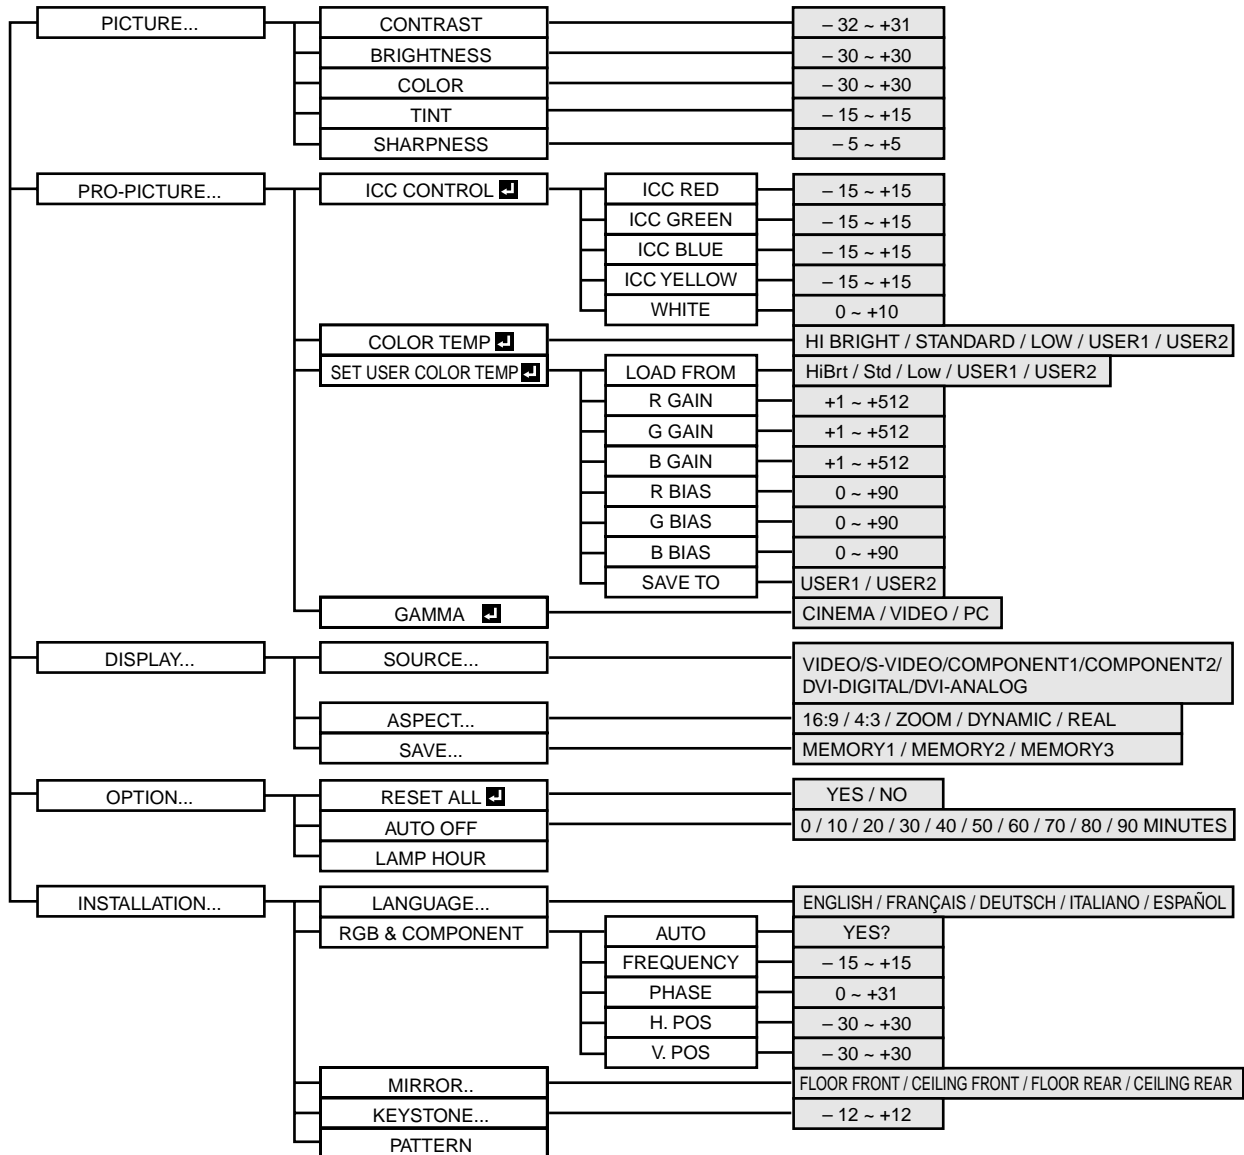 PICTURE... CONTRAST – 32 ~ +31
BRIGHTNESS – 30 ~ +30
COLOR – 30 ~ +30
TINT – 15 ~ +15
SHARPNESS – 5 ~ +5
PRO-PICTURE... ICC CONTROL ICC RED – 15 ~ +15
ICC GREEN – 15 ~ +15
ICC BLUE – 15 ~ +15
ICC YELLOW – 15 ~ +15
WHITE 0 ~ +10
COLOR TEMP HI BRIGHT / STANDARD / LOW / USER1 / USER2
SET USER COLOR TEMP LOAD FROM HiBrt / Std / Low / USER1 / USER2
R GAIN +1 ~ +512
G GAIN +1 ~ +512
B GAIN +1 ~ +512
R BIAS 0 ~ +90
G BIAS 0 ~ +90
B BIAS 0 ~ +90
SAVE TO USER1 / USER2
GAMMA CINEMA / VIDEO / PC
DISPLAY... SOURCE... VIDEO/S-VIDEO/COMPONENT1/COMPONENT2/
DVI-DIGITAL/DVI-ANALOG
ASPECT... 16:9 / 4:3 / ZOOM / DYNAMIC / REAL
SAVE... MEMORY1 / MEMORY2 / MEMORY3
OPTION... RESET ALL YES / NO
AUTO OFF 0 / 10 / 20 / 30 / 40 / 50 / 60 / 70 / 80 / 90 MINUTES
LAMP HOUR
INSTALLATION... LANGUAGE... ENGLISH / FRANÇAIS / DEUTSCH / ITALIANO / ESPAÑOL
RGB & COMPONENT AUTO YES?
FREQUENCY – 15 ~ +15
PHASE 0 ~ +31
H. POS – 30 ~ +30
V. POS – 30 ~ +30
MIRROR.. FLOOR FRONT / CEILING FRONT / FLOOR REAR / CEILING REAR
KEYSTONE... – 12 ~ +12
PATTERN